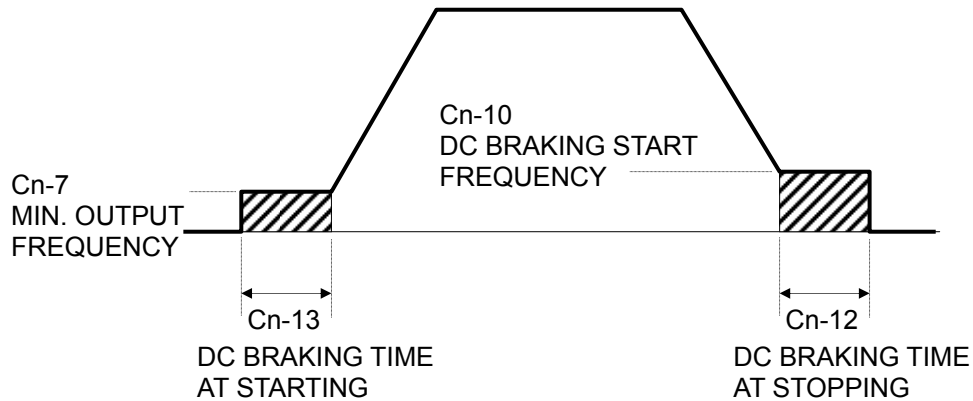 Cn-10
DC BRAKING START
FREQUENCY
Cn-7
MIN. OUTPUT
FREQUENCY
Cn-13
DC BRAKING TIME
AT STARTING
Cn-12
DC BRAKING TIME
AT STOPPING